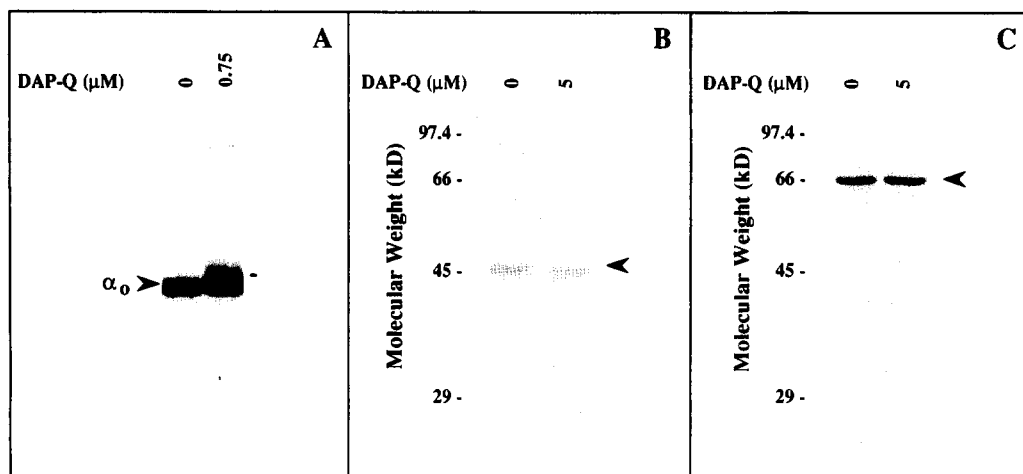 A
DAP-Q (μM) 0 0.75
αo
B
DAP-Q (μM) 0 5
Molecular Weight (kD)
97.4 -
66 -
45 -
29 -
C
DAP-Q (μM) 0 5
Molecular Weight (kD)
97.4 -
66 -
45 -
29 -